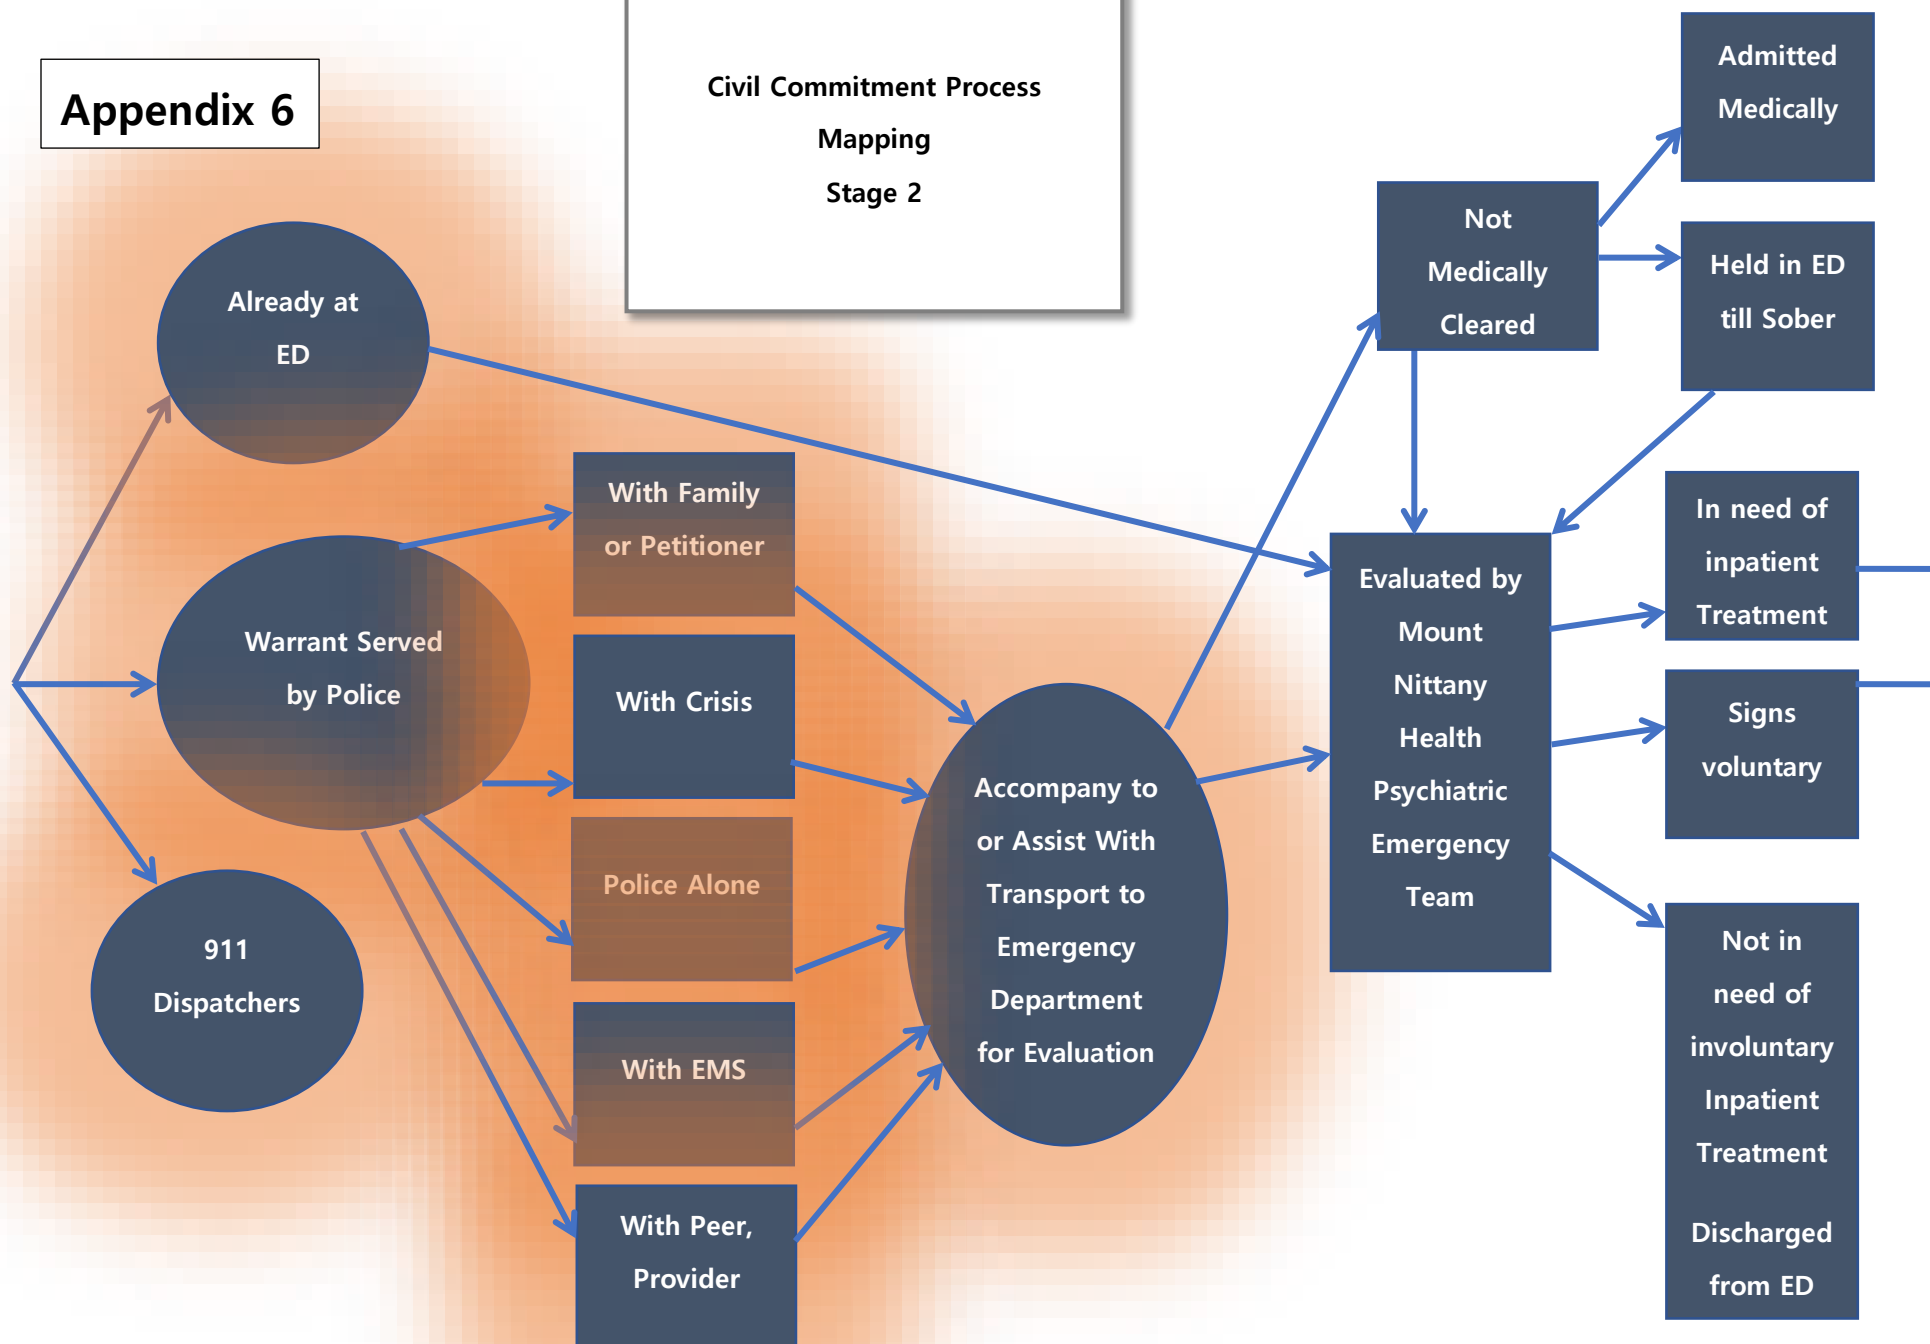 Appendix 6
Civil Commitment Process
Mapping
Stage 2
Already at
ED
Warrant Served
by Police
911
Dispatchers
With Family
or Petitioner
With Crisis
Police Alone
With EMS
With Peer,
Provider
Accompany to
or Assist With
Transport to
Emergency
Department
for Evaluation
Not
Medically
Cleared
Admitted
Medically
Held in ED
till Sober
Evaluated by
Mount
Nittany
Health
Psychiatric
Emergency
Team
In need of
inpatient
Treatment
Signs
voluntary
Not in
need of
involuntary
Inpatient
Treatment
Discharged
from ED